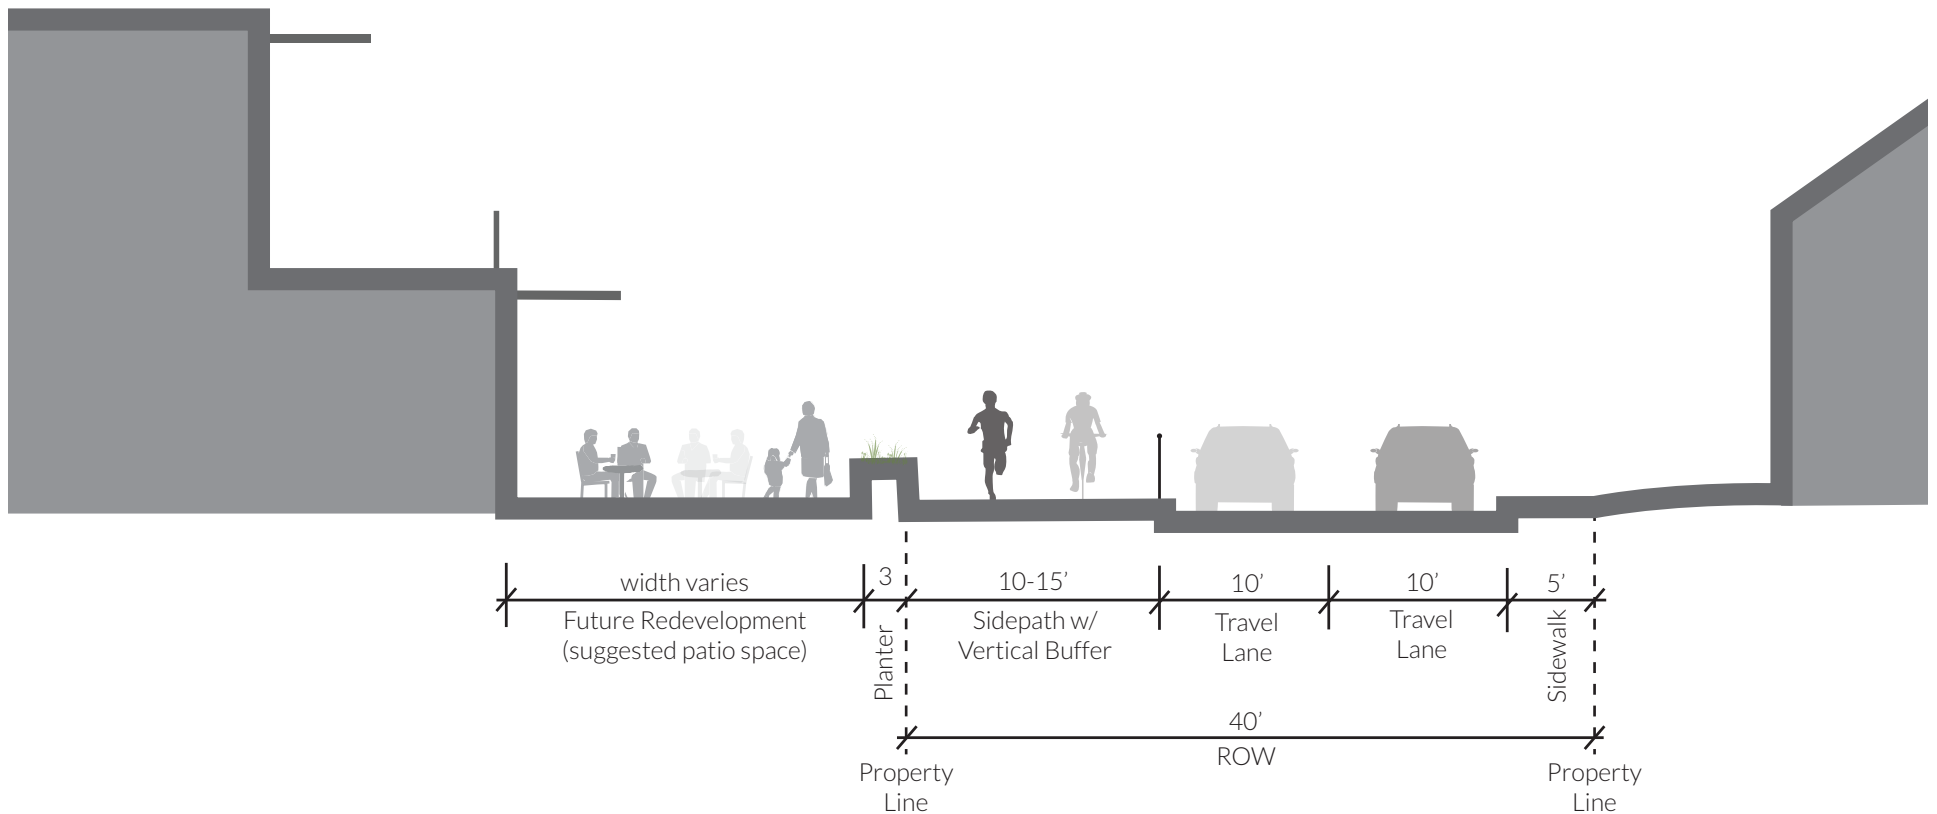 width varies
3
10-15’
10’
10’
5’
Future Redevelopment
(suggested patio space)
Planter
Sidepath w/
Vertical Buffer
Travel
Lane
Travel
Lane
Sidewalk
40’
ROW
Property
Line
Property
Line